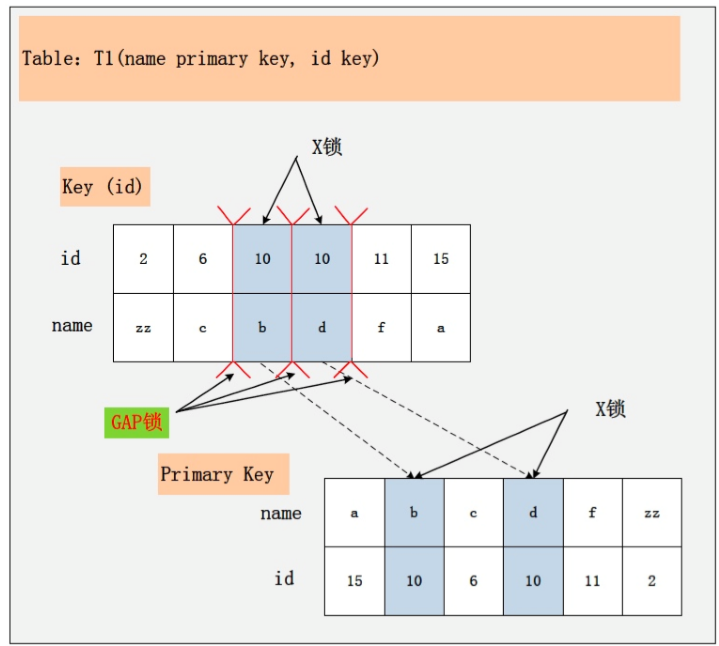 Table: T1(name primary key, id key)
X锁
Key (id)
id 2 6 10 10 11 15
name zz c b d f a
GAP锁
X锁
Primary Key
name a b c d f zz
id 15 10 6 10 11 2